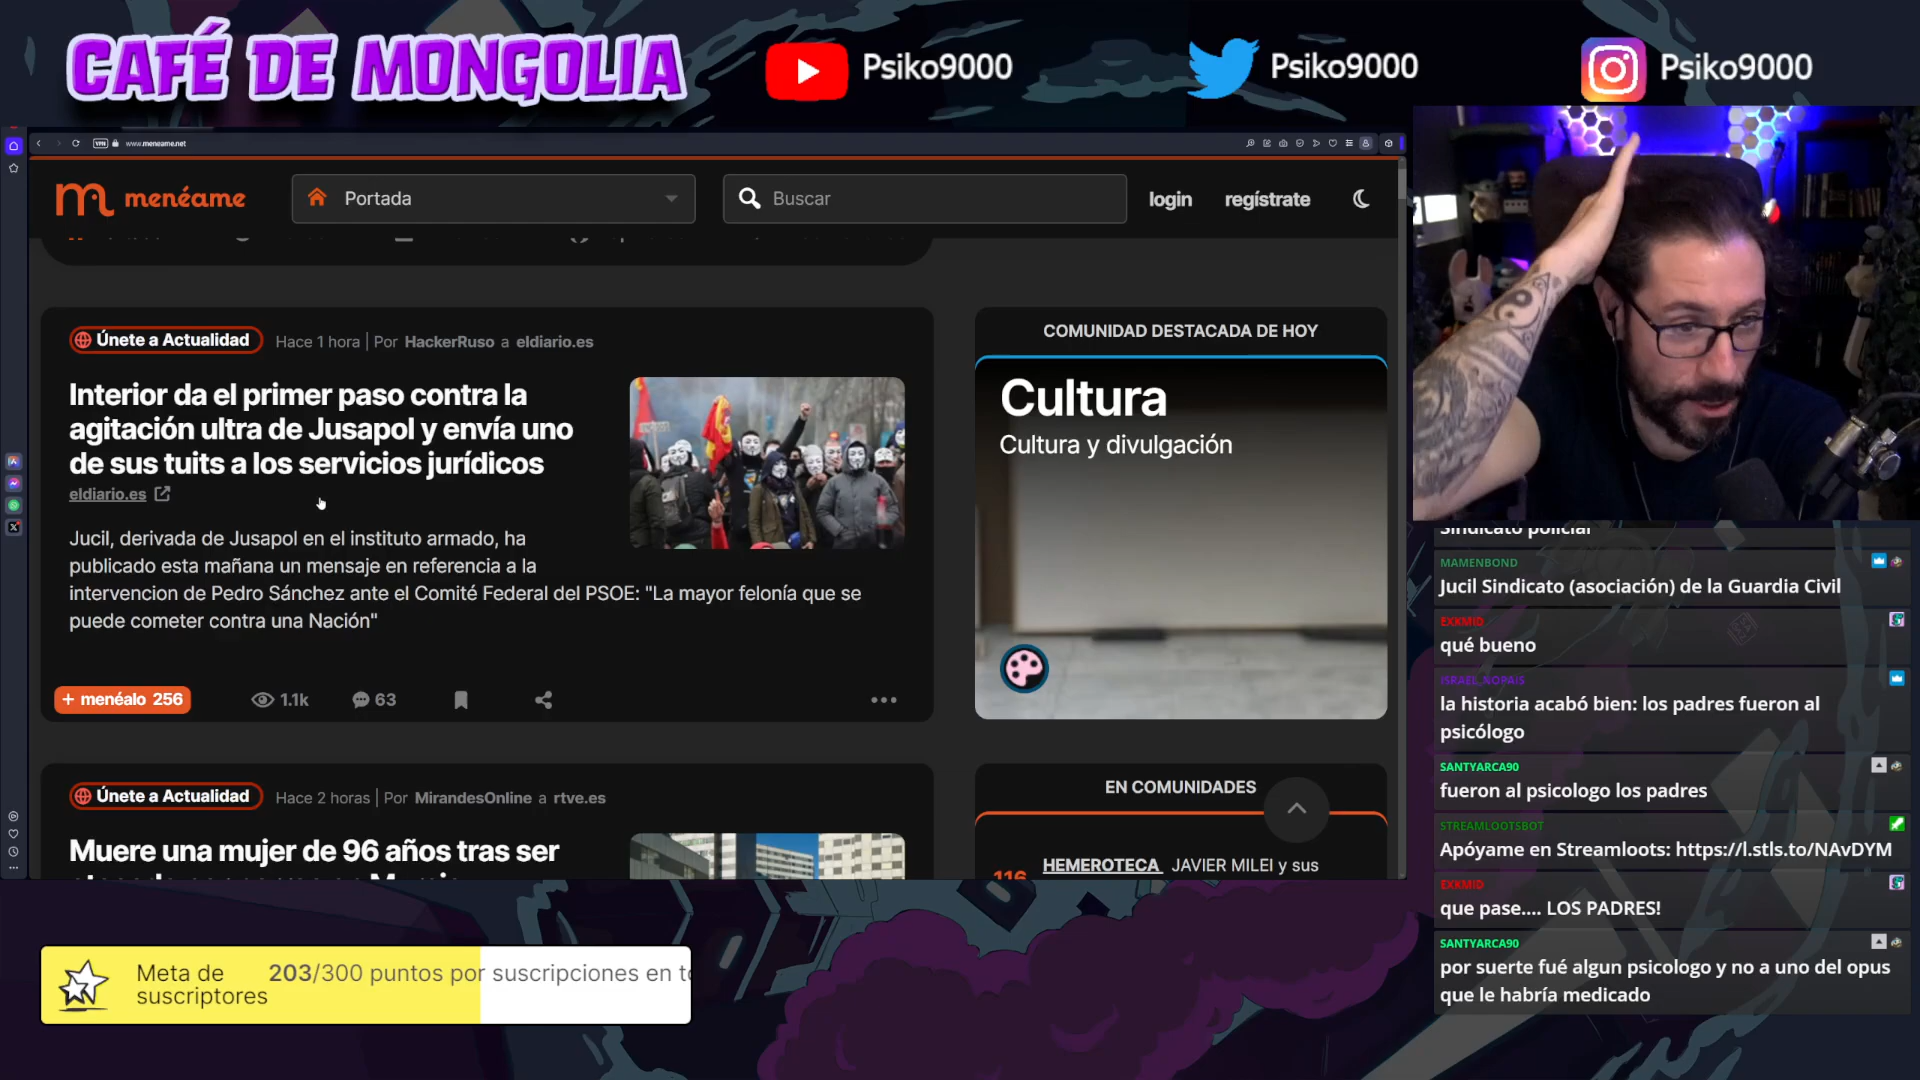 CAFÉ DE MONGOLIA
Psiko9000
Psiko9000
Psiko9000
VPN
www.meneame.net
menéame
Portada
Buscar
login
regístrate
Únete a Actualidad
Hace 1 hora | Por HackerRuso a eldiario.es
Interior da el primer paso contra la
agitación ultra de Jusapol y envía uno
de sus tuits a los servicios jurídicos
eldiario.es
Jucil, derivada de Jusapol en el instituto armado, ha
publicado esta mañana un mensaje en referencia a la
intervencion de Pedro Sánchez ante el Comité Federal del PSOE: "La mayor felonía que se
puede cometer contra una Nación"
+ menéalo 256
1.1k
63
Únete a Actualidad
Hace 2 horas | Por MirandesOnline a rtve.es
Muere una mujer de 96 años tras ser
COMUNIDAD DESTACADA DE HOY
Cultura
Cultura y divulgación
EN COMUNIDADES
116
HEMEROTECA JAVIER MILEI y sus
Sindicato policial
MAMENBOND
Jucil Sindicato (asociación) de la Guardia Civil
EXKMID
qué bueno
ISRAEL_NOPAIS
la historia acabó bien: los padres fueron al
psicólogo
SANTYARCA90
fueron al psicologo los padres
STREAMLOOTSBOT
Apóyame en Streamloots: https://l.stls.to/NAvDYM
EXKMID
que pase.... LOS PADRES!
SANTYARCA90
por suerte fué algun psicologo y no a uno del opus
que le habría medicado
Meta de
suscriptores
203/300 puntos por suscripciones en to